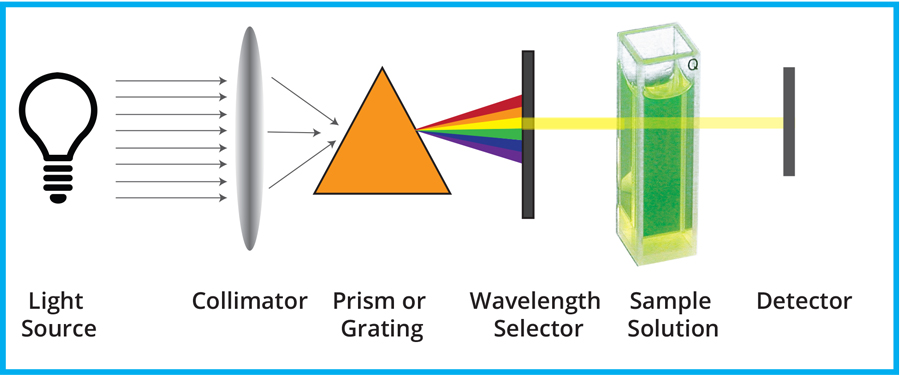 Q
Light
Source
Collimator
Prism or
Grating
Wavelength
Selector
Sample
Solution
Detector